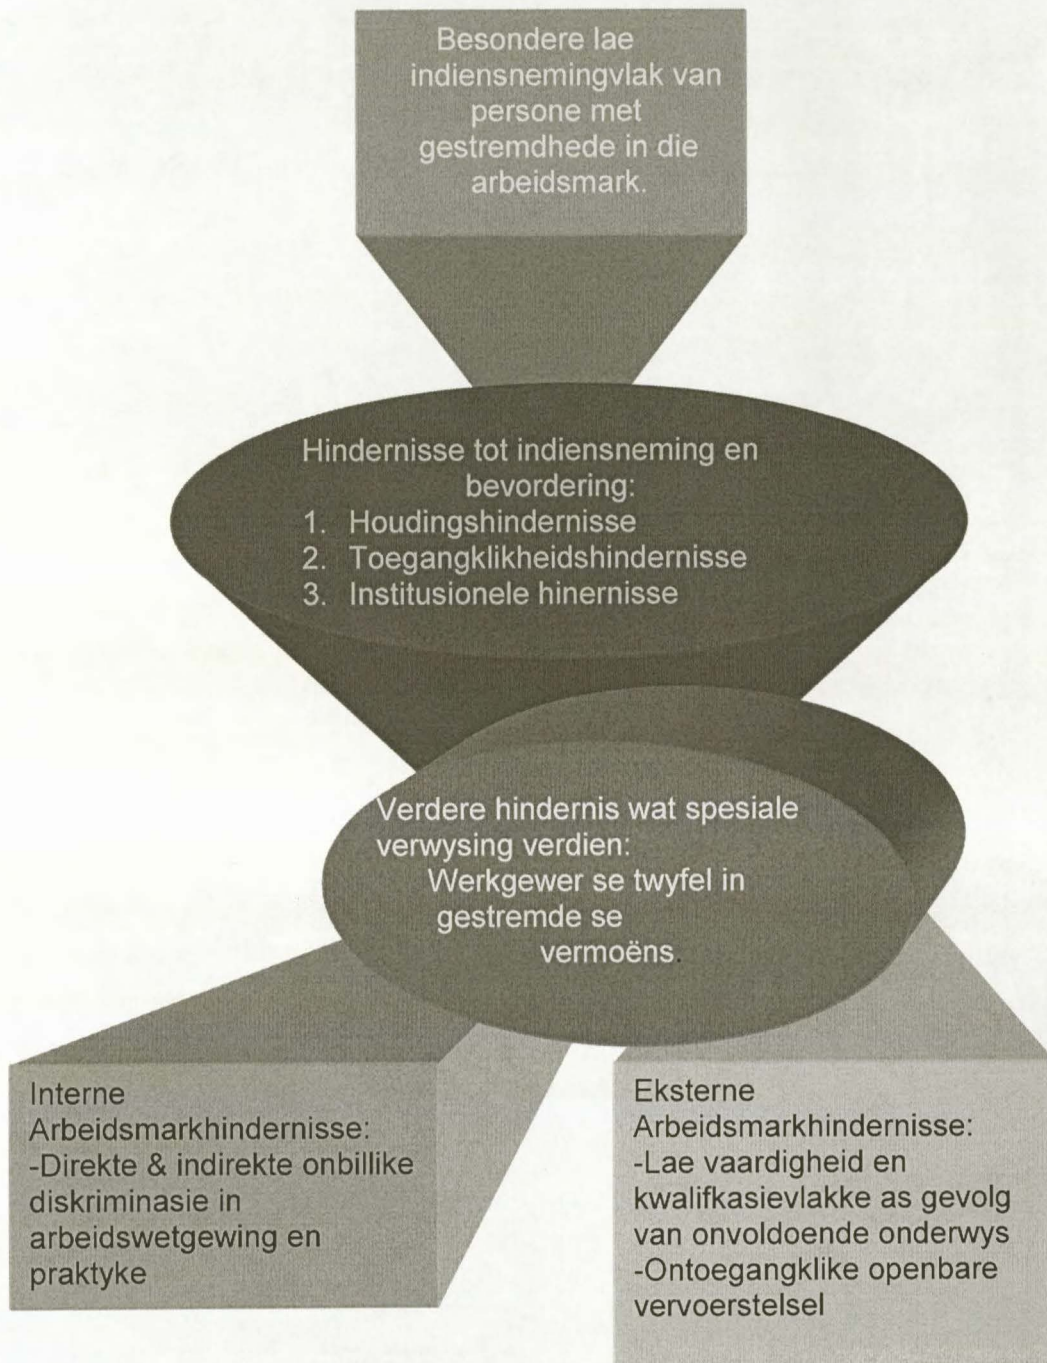 Besondere lae
indiensnemingvlak van
persone met
gestremdhede in die
arbeidsmark.
Hindernisse tot indiensneming en
bevordering:
1. Houdingshindernisse
2. Toegangklikheidshindernisse
3. Institusionele hinernisse
Verdere hindernis wat spesiale
verwysing verdien:
Werkgewer se twyfel in
gestremde se
vermoëns.
Interne
Arbeidsmarkhindernisse:
-Direkte & indirekte onbillike
diskriminasie in
arbeidswetgewing en
praktyke
Eksterne
Arbeidsmarkhindernisse:
-Lae vaardigheid en
kwalifkasievlakke as gevolg
van onvoldoende onderwys
-Ontoegangklike openbare
vervoerstelsel